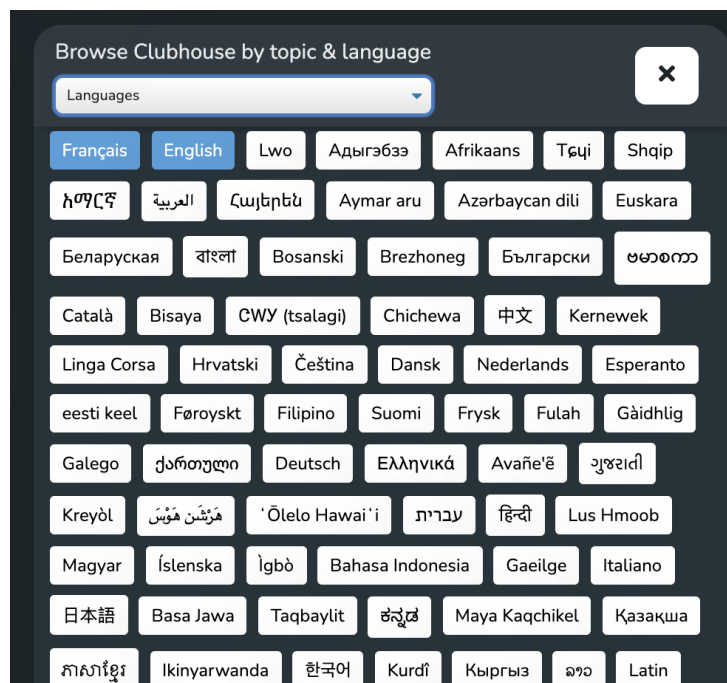 Browse Clubhouse by topic & language
Languages
Français English Lwo Адыгэбзэ Afrikaans Tɕyi Shqip
አማርኛ العربية Հայերեն Aymar aru Azərbaycan dili Euskara
Беларуская বাংলা Bosanski Brezhoneg Български ဗမာစကာ
Català Bisaya ᏣᎳᎩ (tsalagi) Chichewa 中文 Kernewek
Linga Corsa Hrvatski Čeština Dansk Nederlands Esperanto
eesti keel Føroyskt Filipino Suomi Frysk Fulah Gàidhlig
Galego ქართული Deutsch Ελληνικά Avañe'ẽ ગુજરાતી
Kreyòl هَرْشَن هَوْسَ ʻŌlelo Hawaiʻi עברית हिन्दी Lus Hmoob
Magyar Íslenska Ìgbò Bahasa Indonesia Gaeilge Italiano
日本語 Basa Jawa Taqbaylit ಕನ್ನಡ Maya Kaqchikel Қазақша
ភាសាខ្មែរ Ikinyarwanda 한국어 Kurdî Кыргыз ລາວ Latin